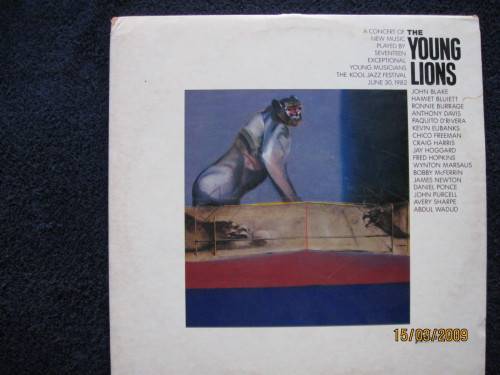 A CONCERT OF
NEW MUSIC
PLAYED BY
SEVENTEEN
EXCEPTIONAL
YOUNG MUSICIANS
THE KOOL JAZZ FESTIVAL
JUNE 30, 1982
THE
YOUNG
LIONS
JOHN BLAKE
HAMIET BLUIETT
RONNIE BURRAGE
ANTHONY DAVIS
PAQUITO D'RIVERA
KEVIN EUBANKS
CHICO FREEMAN
CRAIG HARRIS
JAY HOGGARD
FRED HOPKINS
WYNTON MARSALIS
BOBBY McFERRIN
JAMES NEWTON
DANIEL PONCE
JOHN PURCELL
AVERY SHARPE
ABDUL WADUD
15/03/2009